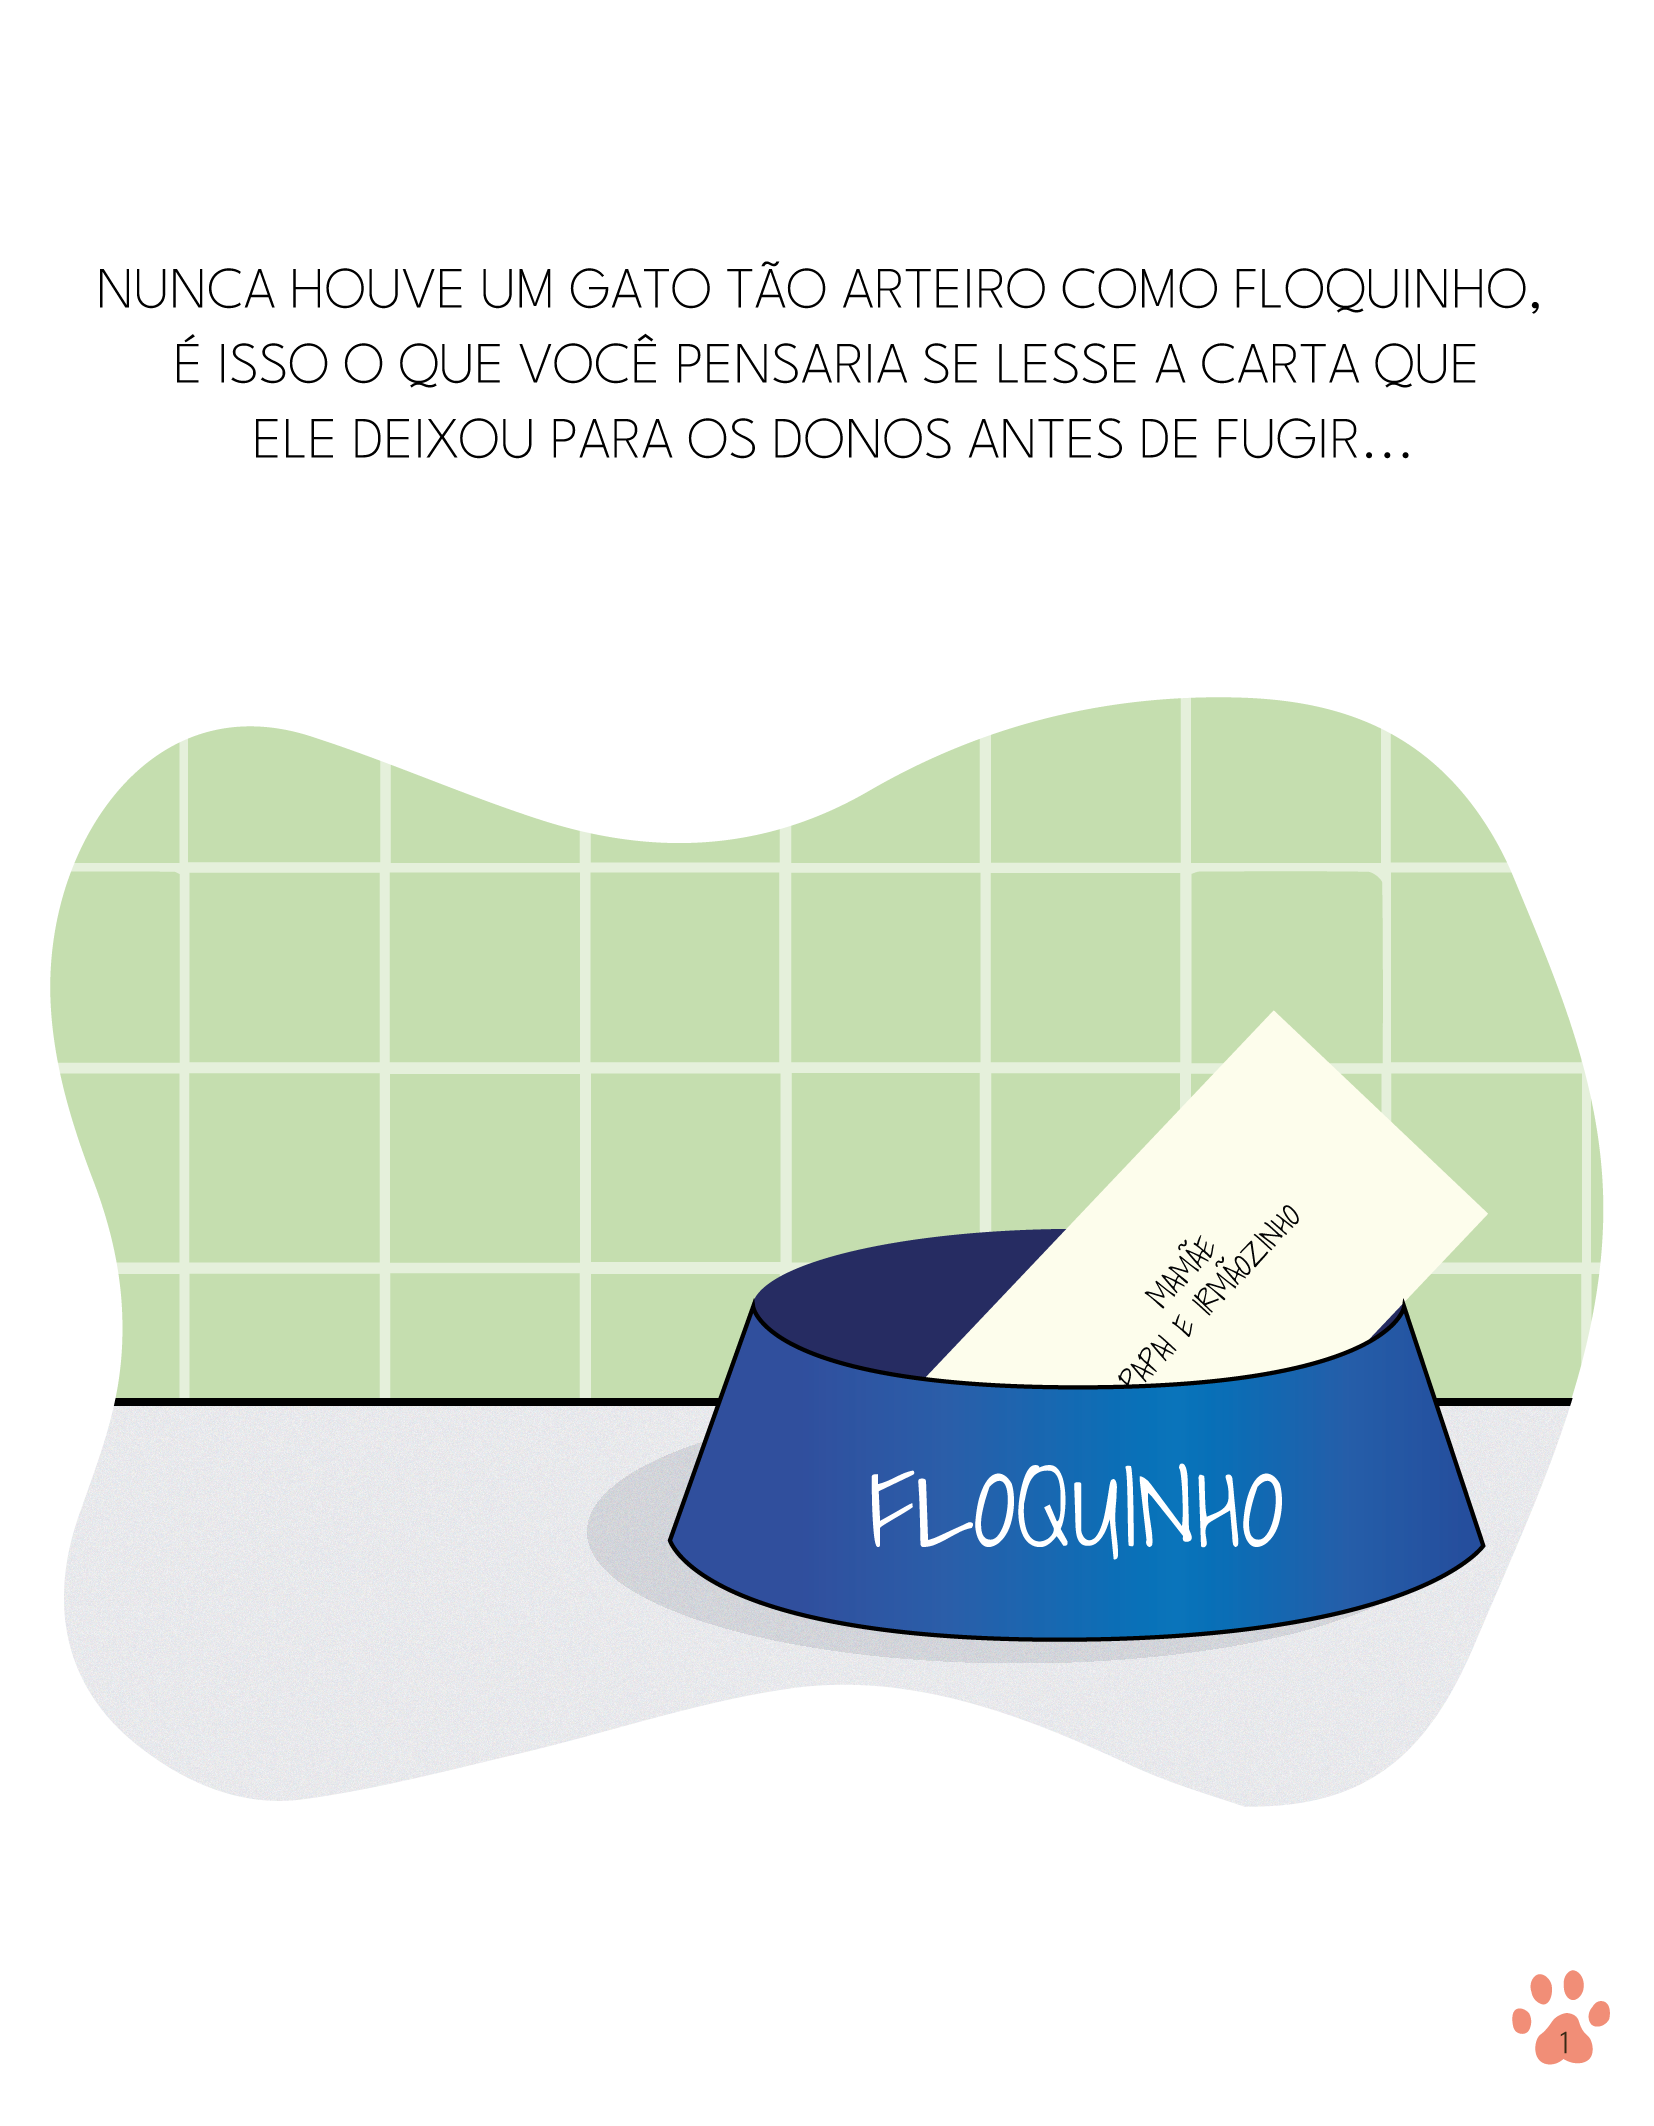 NUNCA HOUVE UM GATO TÃO ARTEIRO COMO FLOQUINHO,
É ISSO O QUE VOCÊ PENSARIA SE LESSE A CARTA QUE
ELE DEIXOU PARA OS DONOS ANTES DE FUGIR...
MAMÃE
PAPAI E IRMÃOZINHO
FLOQUINHO
1